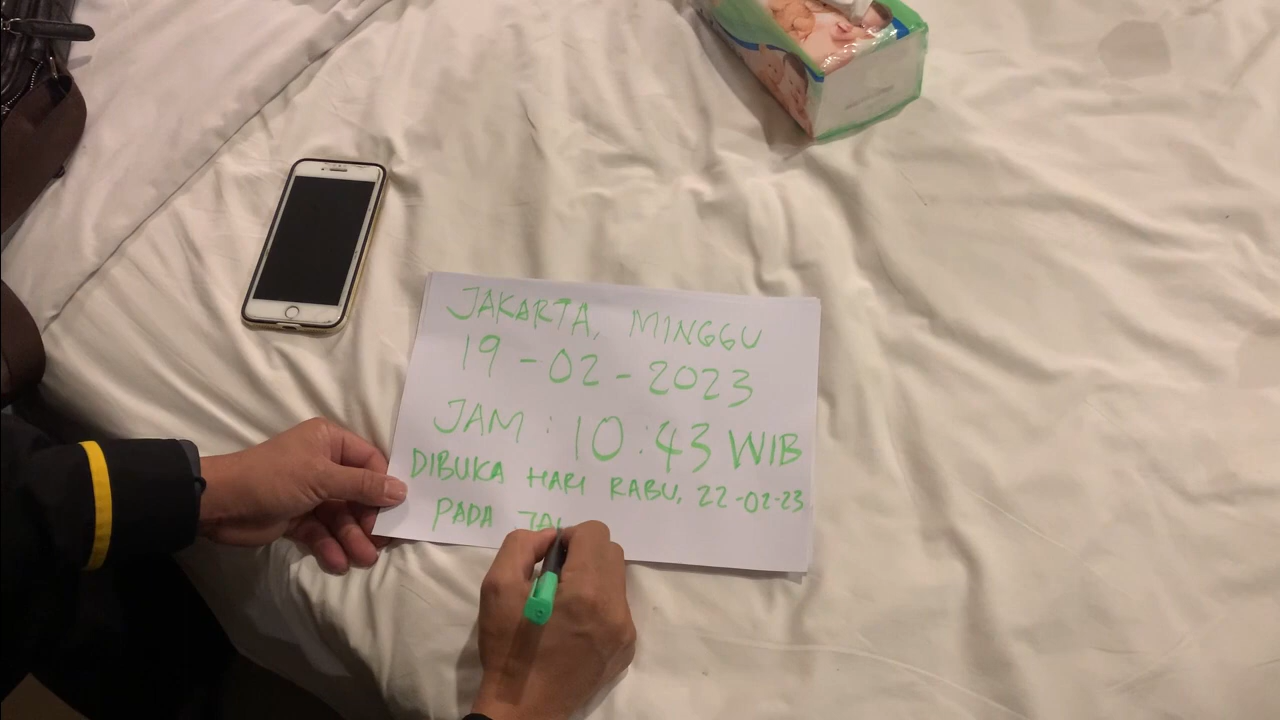 JAKARTA, MINGGU
19-02-2023
JAM : 10:43 WIB
DIBUKA HARI RABU, 22-02-23
PADA